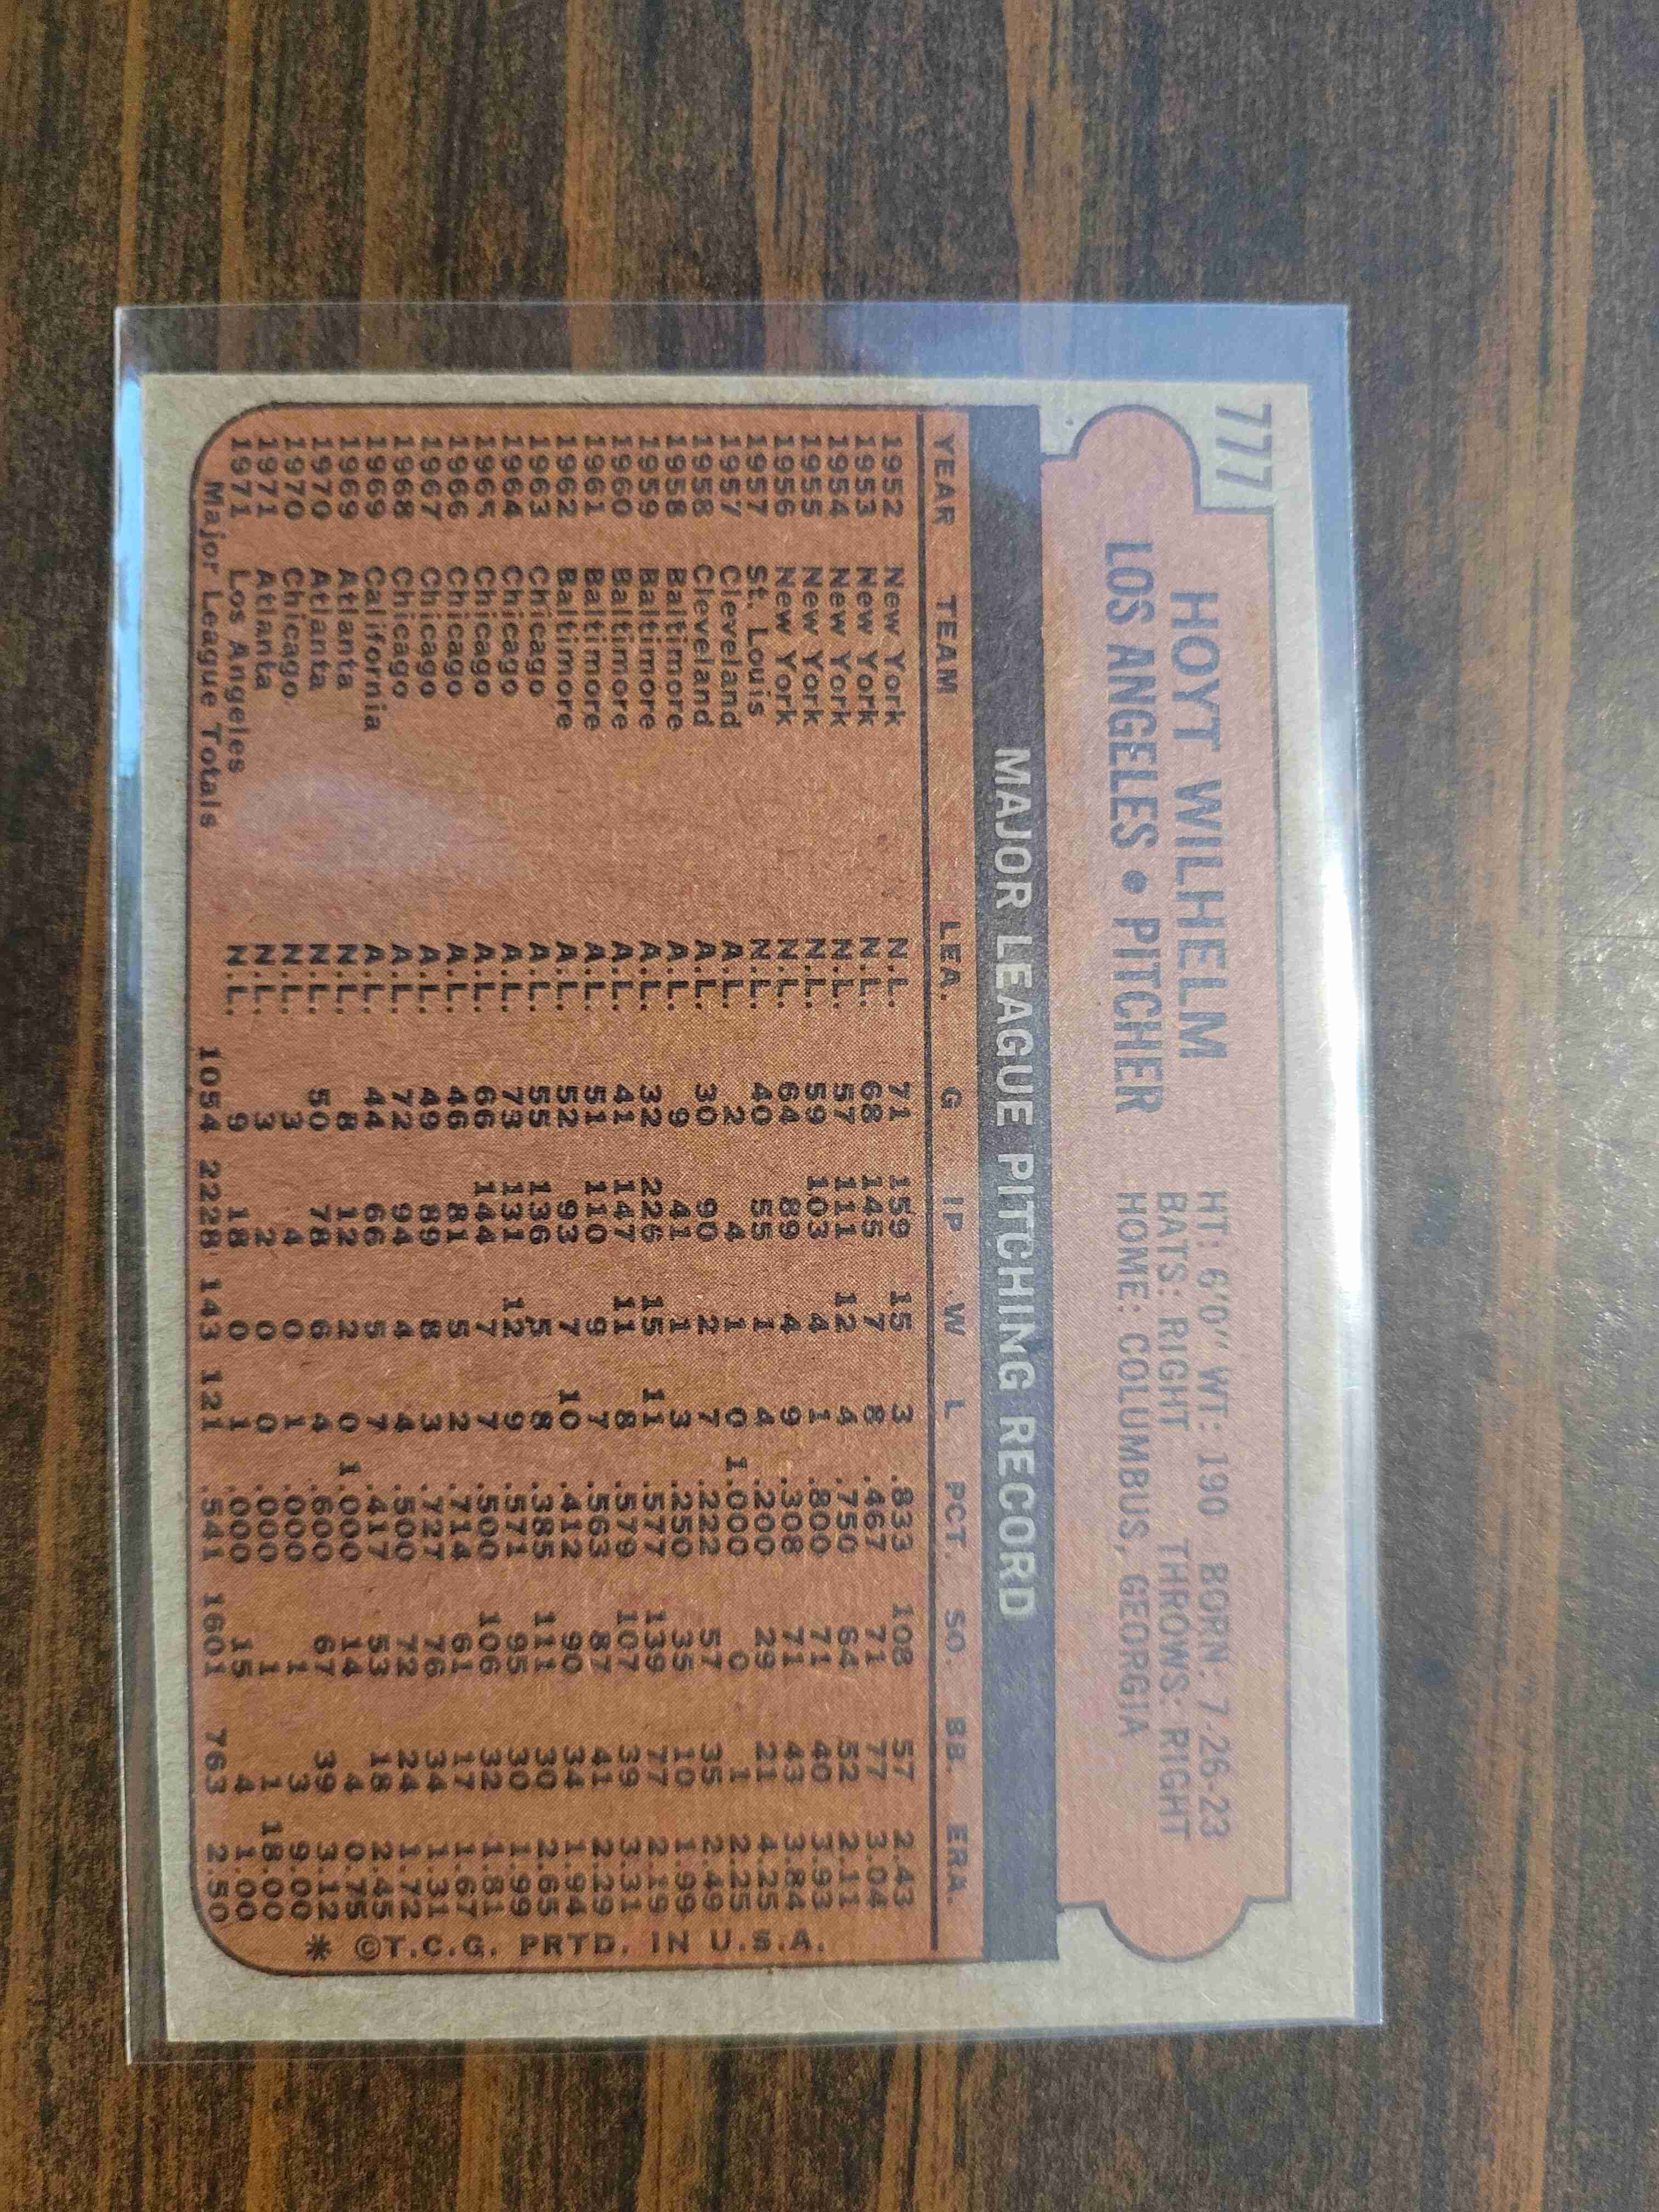 777
HOYT WILHELM
LOS ANGELES • PITCHER
HT: 6'0" WT: 190 BORN: 7-26-23
BATS: RIGHT THROWS: RIGHT
HOME: COLUMBUS, GEORGIA
MAJOR LEAGUE PITCHING RECORD
YEAR TEAM LEA. G IP W L PCT. SO. BB. ERA.
1952 New York N.L. 71 159 15 3 .833 108 57 2.43
1953 New York N.L. 68 145 7 8 .467 71 77 3.04
1954 New York N.L. 57 111 12 4 .750 64 52 2.11
1955 New York N.L. 59 103 4 1 .800 71 40 3.93
1956 New York N.L. 64 89 4 9 .308 71 43 3.84
1957 St. Louis N.L. 40 55 1 4 .200 29 21 4.25
1957 Cleveland A.L. 2 4 1 0 1.000 0 1 2.25
1958 Cleveland A.L. 30 90 2 7 .222 57 35 2.49
1958 Baltimore A.L. 9 41 1 3 .250 35 10 1.99
1959 Baltimore A.L. 32 226 15 11 .577 139 77 2.19
1960 Baltimore A.L. 41 147 11 8 .579 107 39 3.31
1961 Baltimore A.L. 51 110 9 7 .563 87 41 2.29
1962 Baltimore A.L. 52 93 7 10 .412 90 34 1.94
1963 Chicago A.L. 55 136 5 8 .385 111 30 2.65
1964 Chicago A.L. 73 131 12 9 .571 95 30 1.99
1965 Chicago A.L. 66 144 7 7 .500 106 32 1.81
1966 Chicago A.L. 46 81 5 2 .714 61 17 1.67
1967 Chicago A.L. 49 89 8 3 .727 76 34 1.31
1968 Chicago A.L. 72 94 4 4 .500 72 24 1.72
1969 California A.L. 44 66 5 7 .417 53 18 2.45
1969 Atlanta N.L. 8 12 2 0 1.000 14 4 0.75
1970 Atlanta N.L. 50 78 6 4 .600 67 39 3.12
1970 Chicago N.L. 3 4 0 1 .000 1 3 9.00
1971 Atlanta N.L. 3 2 0 0 .000 1 1 18.00
1971 Los Angeles N.L. 9 18 0 1 .000 15 4 1.00
Major League Totals 1054 2228 143 121 .541 1601 763 2.50
* ©T.C.G. PRTD. IN U.S.A.